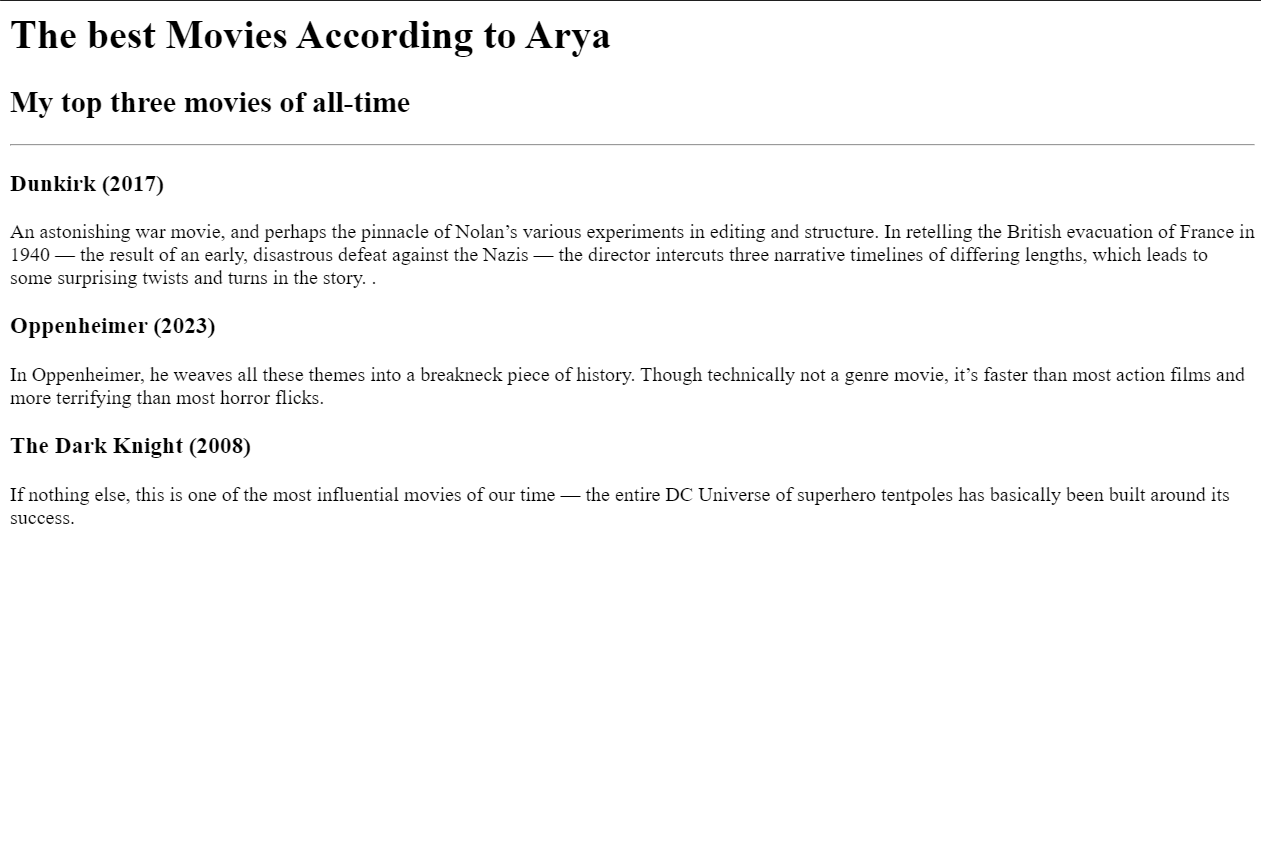 The best Movies According to Arya
My top three movies of all-time
Dunkirk (2017)
An astonishing war movie, and perhaps the pinnacle of Nolan’s various experiments in editing and structure. In retelling the British evacuation of France in
1940 — the result of an early, disastrous defeat against the Nazis — the director intercuts three narrative timelines of differing lengths, which leads to
some surprising twists and turns in the story. .
Oppenheimer (2023)
In Oppenheimer, he weaves all these themes into a breakneck piece of history. Though technically not a genre movie, it’s faster than most action films and
more terrifying than most horror flicks.
The Dark Knight (2008)
If nothing else, this is one of the most influential movies of our time — the entire DC Universe of superhero tentpoles has basically been built around its
success.